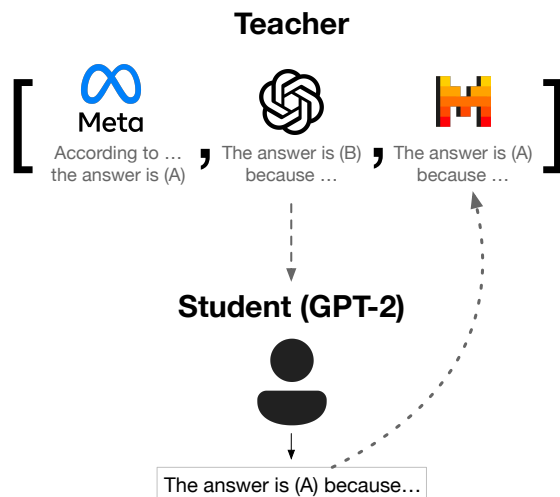 Teacher
[ , , ]
Meta
According to … The answer is (B) The answer is (A)
the answer is (A) because … because …
Student (GPT-2)
The answer is (A) because…